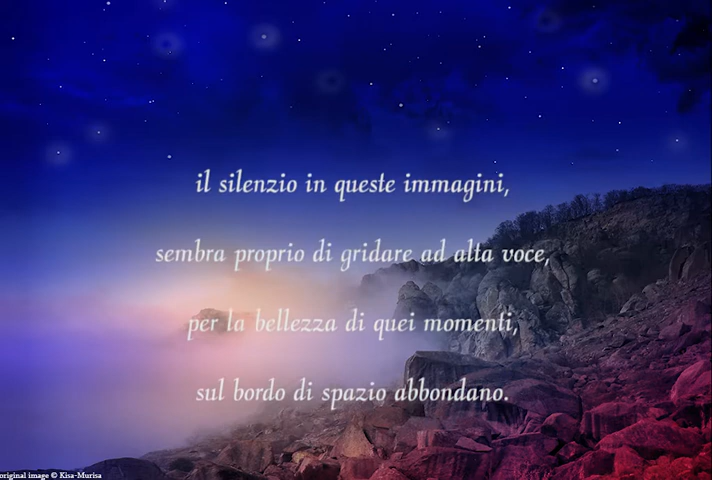 il silenzio in queste immagini,
sembra proprio di gridare ad alta voce,
per la bellezza di quei momenti,
sul bordo di spazio abbondano.
original image © Kisa-Murisa